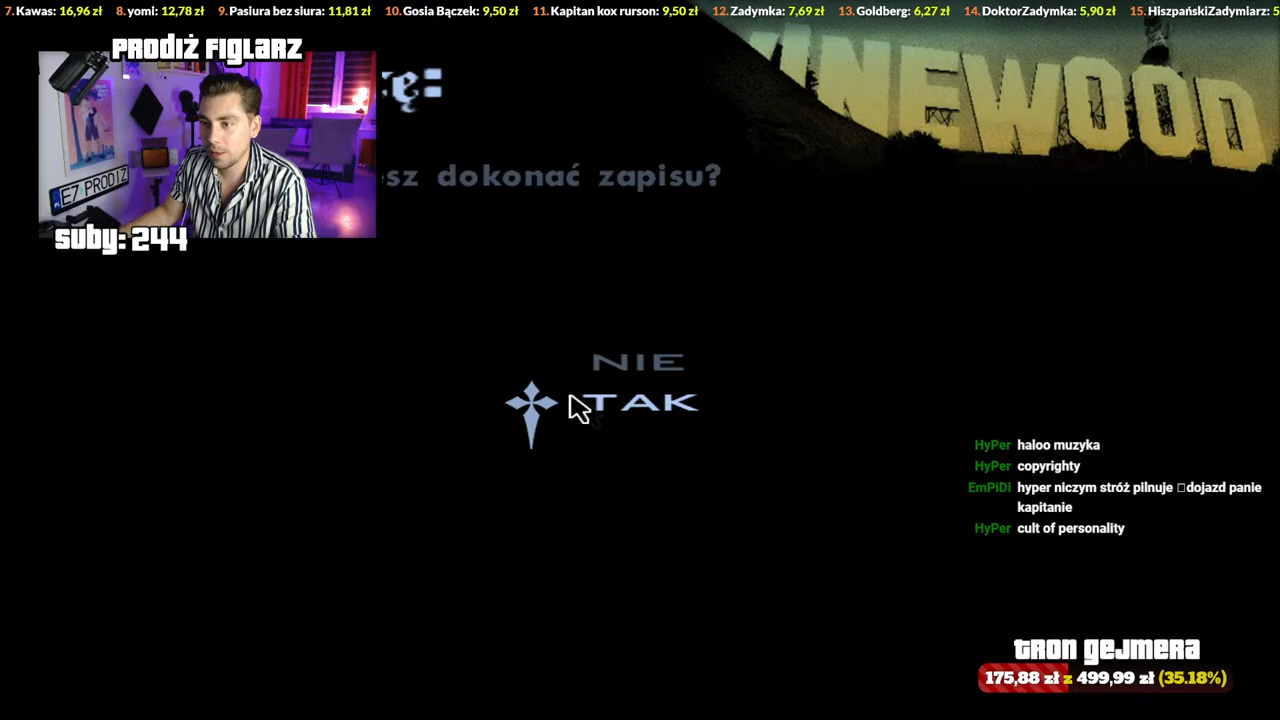 7. Kawas: 16,96 zł 8. yomi: 12,78 zł 9. Pasiura bez siura: 11,81 zł 10. Gosia Bączek: 9,50 zł 11. Kapitan kox rurson: 9,50 zł 12. Zadymka: 7,69 zł 13. Goldberg: 6,27 zł 14. DoktorZadymka: 5,90 zł 15. HiszpańskiZadymiarz: 5
PRODIŻ FIGLARZ
INEWOOD
ę:
sz dokonać zapisu?
E7 PRODIZ
suby: 244
NIE
TAK
HyPer haloo muzyka
HyPer copyrighty
EmPiDi hyper niczym stróż pilnuje dojazd panie
kapitanie
HyPer cult of personality
tRON gEJMERA
175,88 zł z 499,99 zł (35.18%)